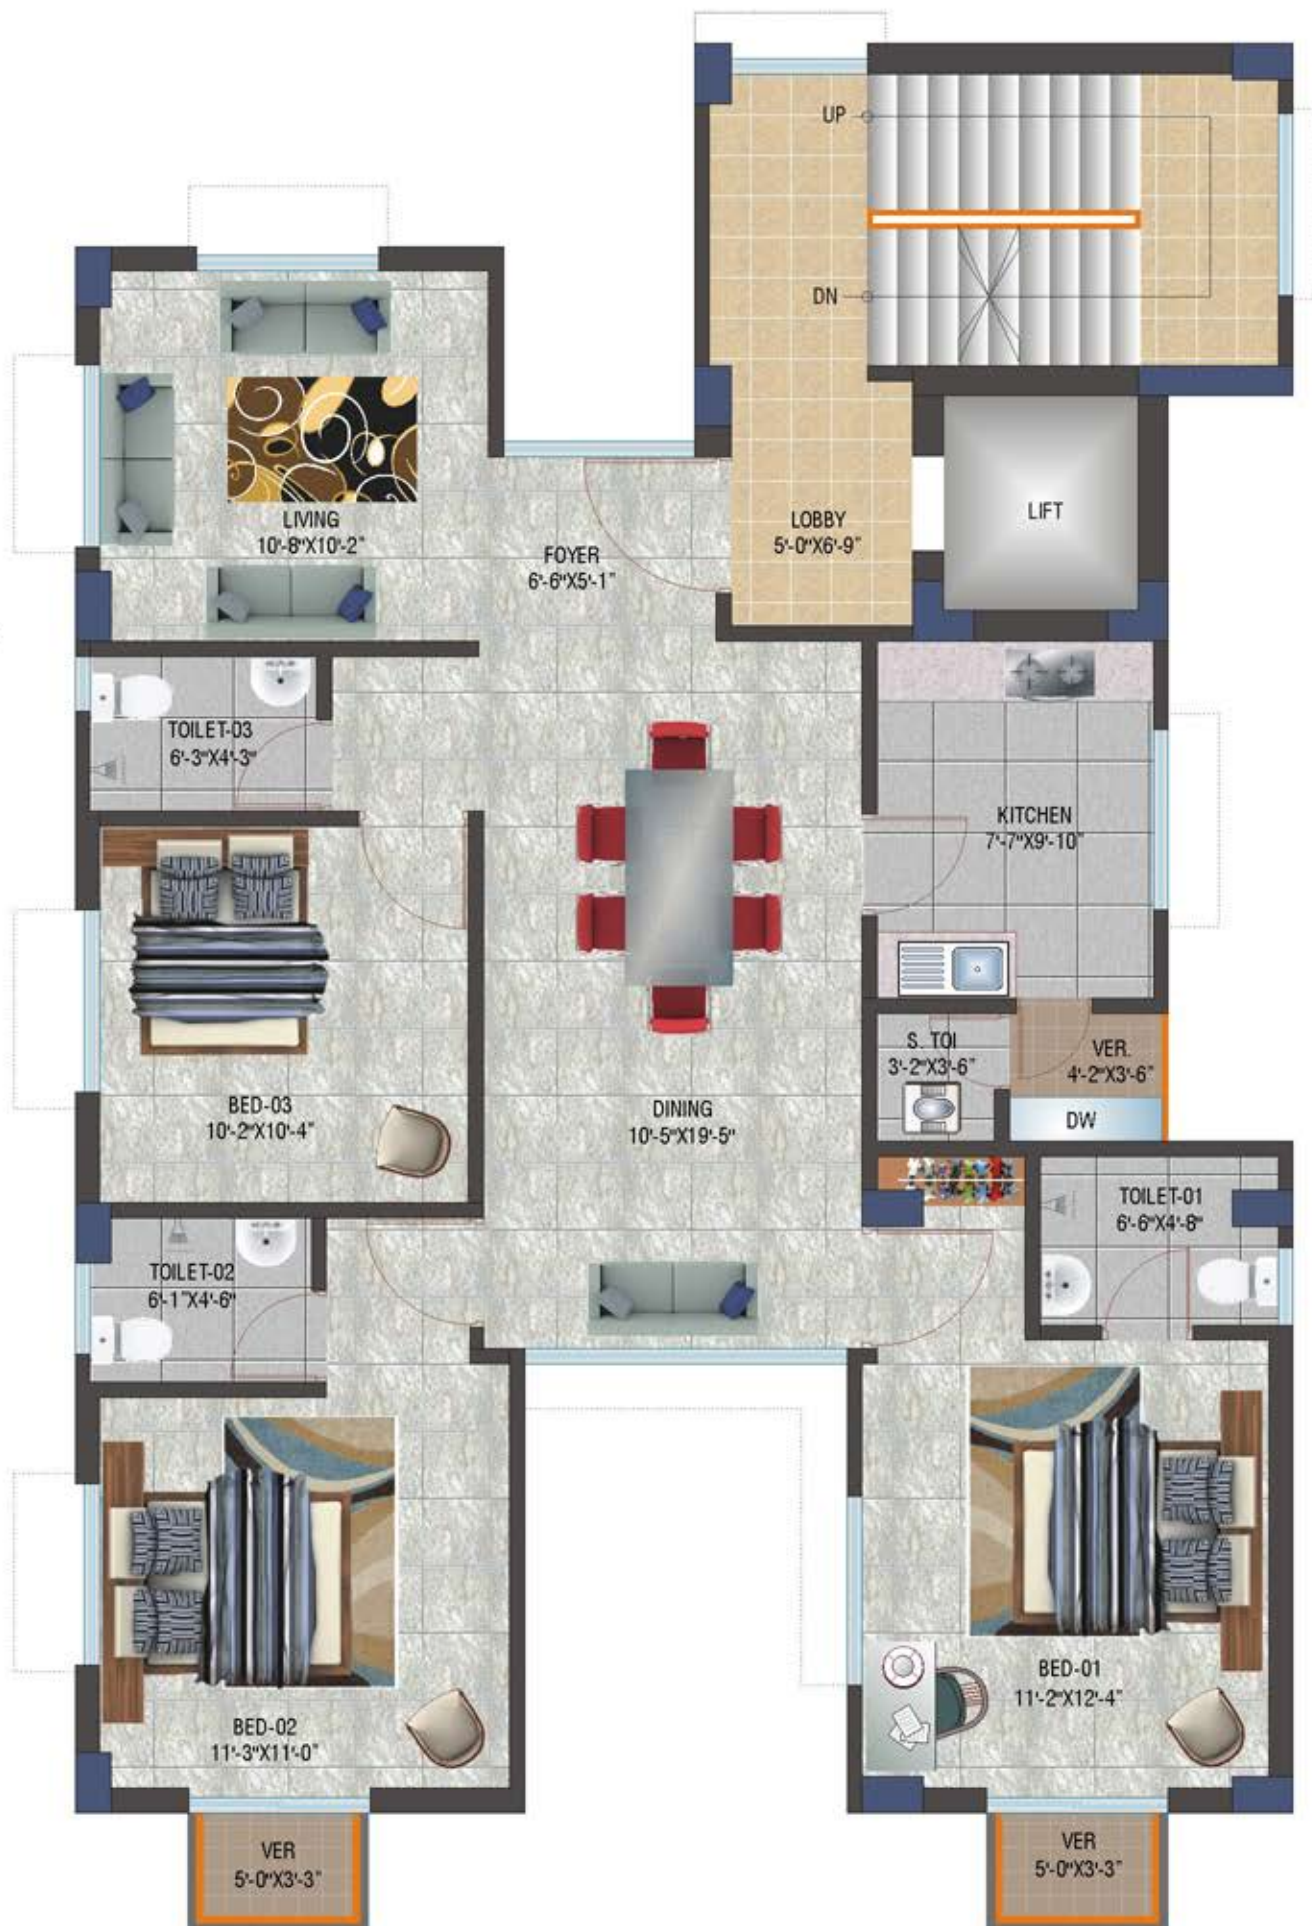 UP
DN
LIVING
10'-8"X10'-2"
FOYER
6'-6"X5'-1"
LOBBY
5'-0"X6'-9"
LIFT
TOILET-03
6'-3"X4'-3"
KITCHEN
7'-7"X9'-10"
S. TOI
3'-2"X3'-6"
VER.
4'-2"X3'-6"
DW
BED-03
10'-2"X10'-4"
DINING
10'-5"X19'-5"
TOILET-01
6'-6"X4'-8"
TOILET-02
6'-1"X4'-6"
BED-01
11'-2"X12'-4"
BED-02
11'-3"X11'-0"
VER
5'-0"X3'-3"
VER
5'-0"X3'-3"